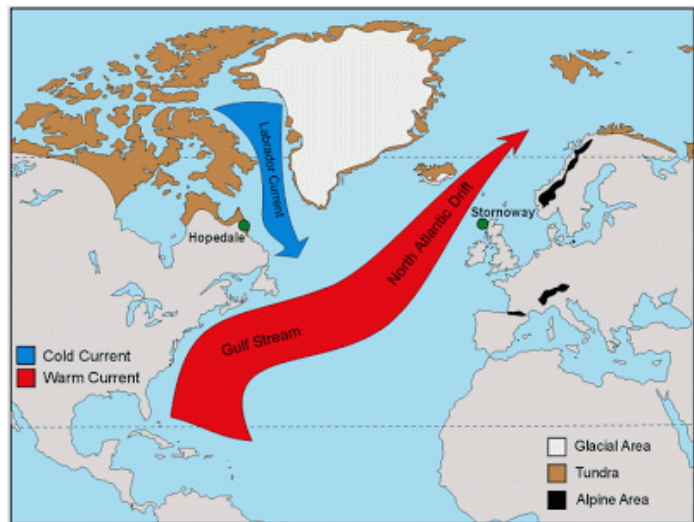 Labrador Current
Hopedale
Stornoway
North Atlantic Drift
Gulf Stream
Cold Current
Warm Current
Glacial Area
Tundra
Alpine Area